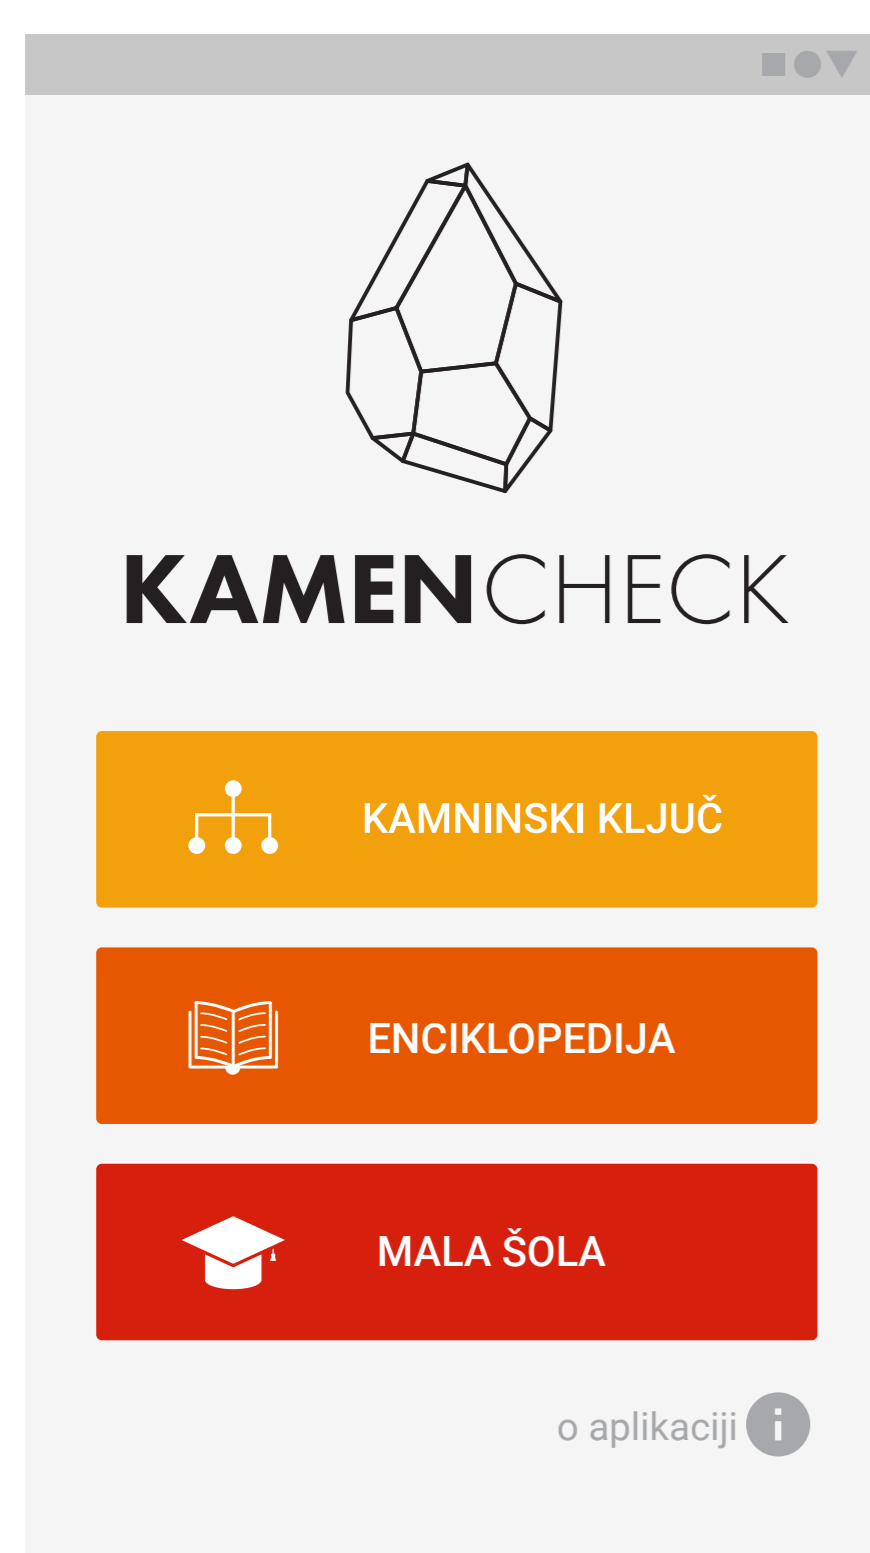 KAMENCHECK
KAMNINSKI KLJUČ
ENCIKLOPEDIJA
MALA ŠOLA
o aplikaciji i